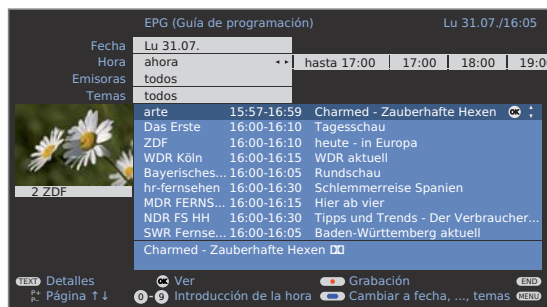 EPG (Guía de programación) Lu 31.07./16:05
Fecha Lu 31.07.
Hora ahora hasta 17:00 17:00 18:00 19:0
Emisoras todos
Temas todos
arte 15:57-16:59 Charmed - Zauberhafte Hexen OK
Das Erste 16:00-16:10 Tagesschau
ZDF 16:00-16:10 heute - in Europa
WDR Köln 16:00-16:15 WDR aktuell
Bayerisches... 16:00-16:05 Rundschau
hr-fernsehen 16:00-16:30 Schlemmerreise Spanien
MDR FERNS... 16:00-16:15 Hier ab vier
NDR FS HH 16:00-16:30 Tipps und Trends - Der Verbraucher...
SWR Fernse... 16:00-16:05 Baden-Württemberg aktuell
2 ZDF
Charmed - Zauberhafte Hexen
TEXT Detalles OK Ver Grabación END
P+ P- Página ↑↓ 0-9 Introducción de la hora Cambiar a fecha, ..., temas MENU